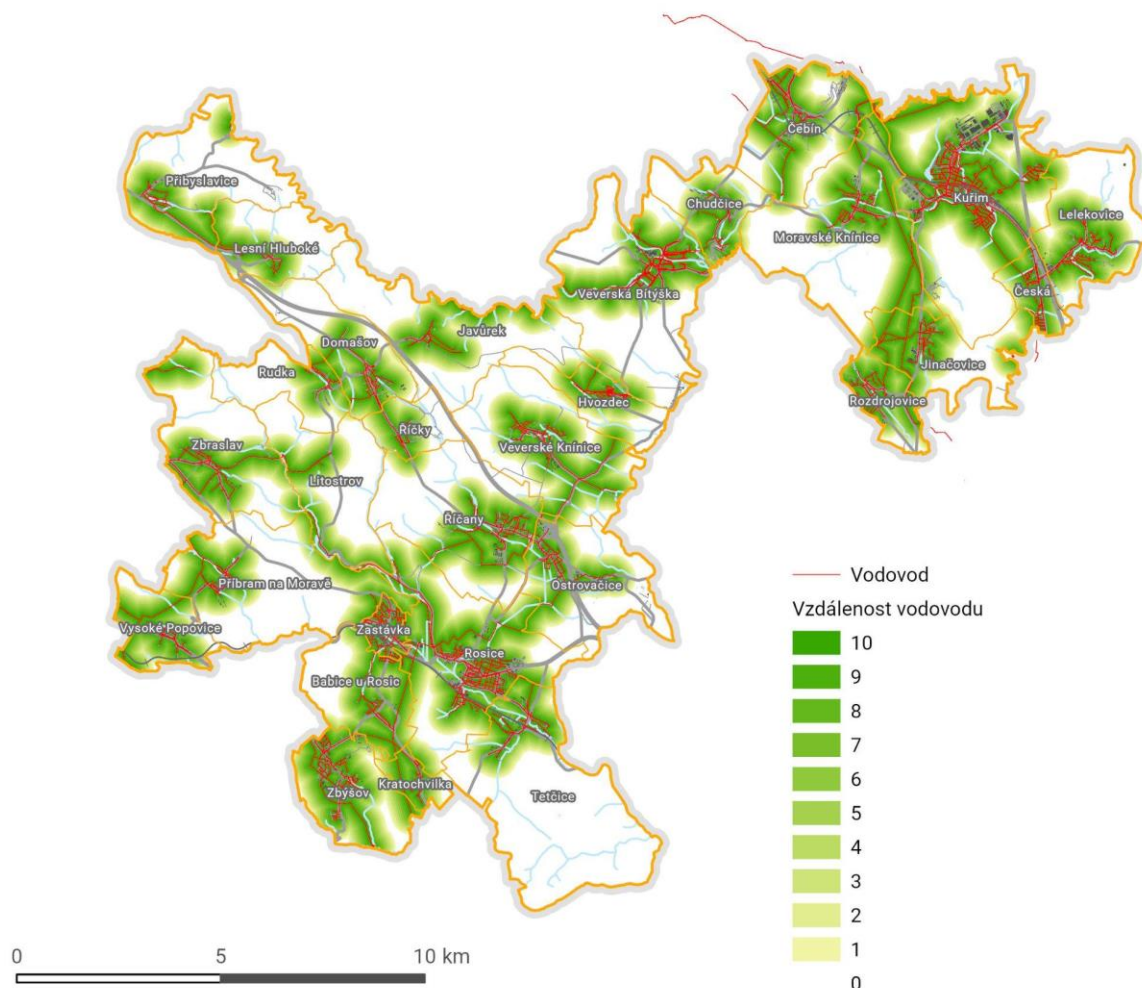 Čebín
Přibyslavice
Kuřim
Chudčice
Lelekovice
Moravské Knínice
Lesní Hluboké
Česká
Veverská Bítýška
Javůrek
Domašov
Jinačovice
Rudka
Hvozdec
Rozdrojovice
Říčky
Zbraslav
Veverské Knínice
Litostrov
Říčany
Příbram na Moravě
Ostrovačice
Vysoké Popovice
Zastávka
Rosice
Babice u Rosic
Zbýšov
Kratochvilka
Tetčice
Vodovod
Vzdálenost vodovodu
10
9
8
7
6
5
4
3
2
1
0
0 5 10 km